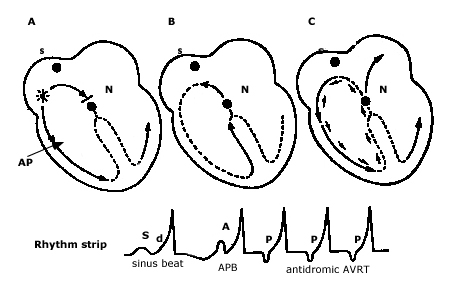 A B C
s s s
N N N
AP
S d A P P P
Rhythm strip
sinus beat APB antidromic AVRT